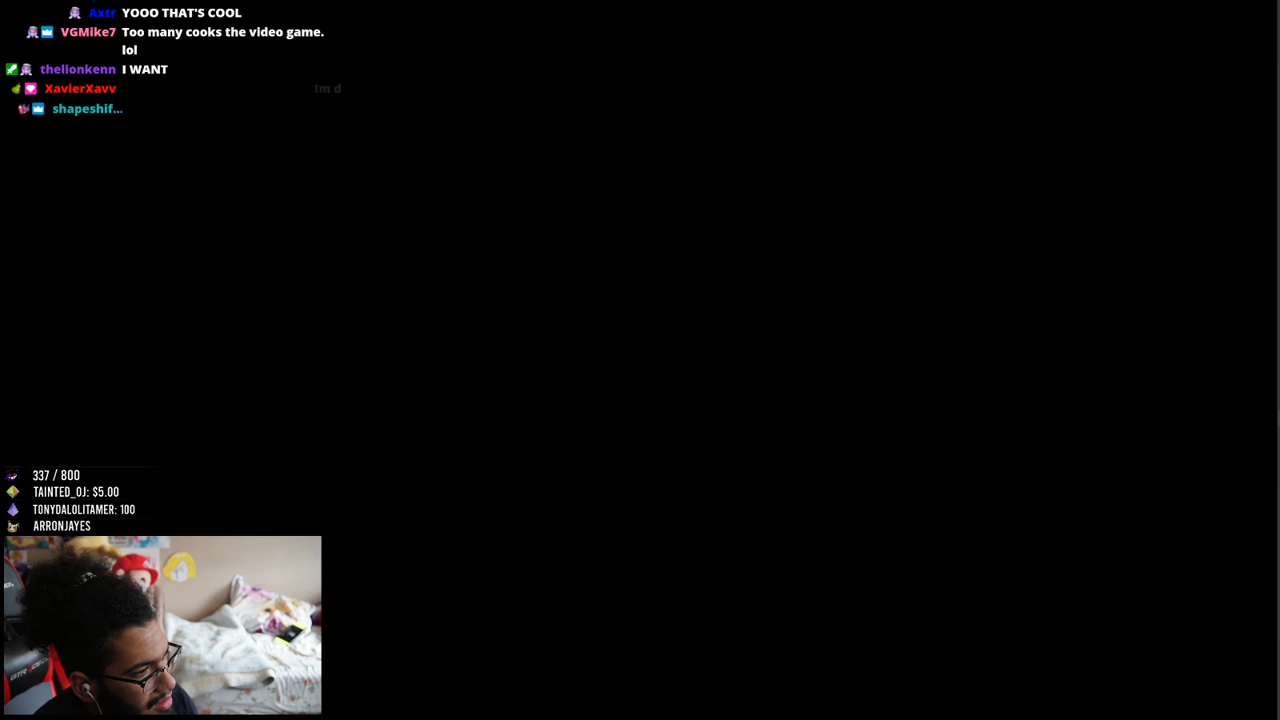 Axtr YOOO THAT'S COOL
VGMike7 Too many cooks the video game.
lol
thelionkenn I WANT
XavierXavv Im d
shapeshif...
337 / 800
TAINTED_OJ: $5.00
TONYDALOLITAMER: 100
ARRONJAYES